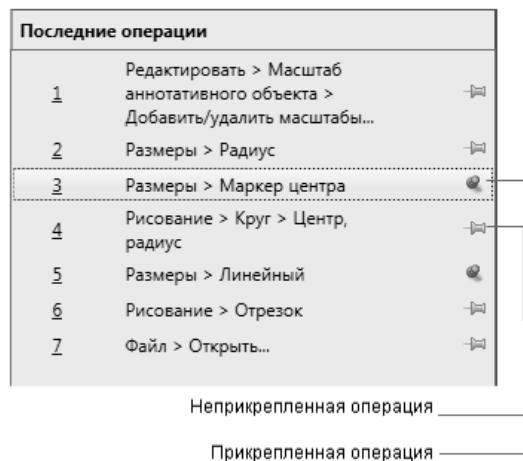 Последние операции
1
Редактировать > Масштаб
аннотативного объекта >
Добавить/удалить масштабы...
2 Размеры > Радиус
3 Размеры > Маркер центра
4
Рисование > Круг > Центр,
радиус
5 Размеры > Линейный
6 Рисование > Отрезок
7 Файл > Открыть...
Неприкрепленная операция
Прикрепленная операция